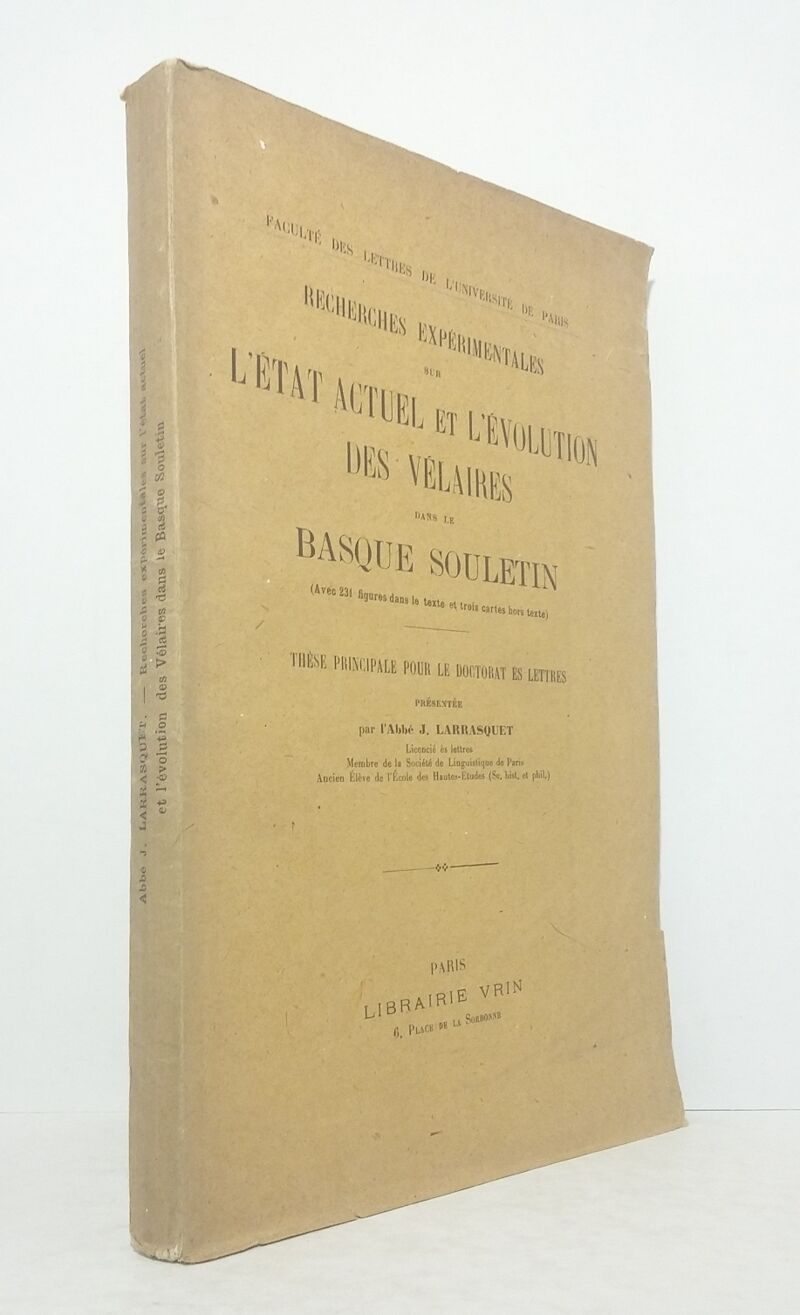 FACULTÉ DES LETTRES DE L'UNIVERSITÉ DE PARIS
RECHERCHES EXPÉRIMENTALES
SUR
L'ÉTAT ACTUEL ET L'ÉVOLUTION
DES VÉLAIRES
DANS LE
BASQUE SOULETIN
(Avec 231 figures dans le texte et trois cartes hors texte)
THÈSE PRINCIPALE POUR LE DOCTORAT ÈS LETTRES
PRÉSENTÉE
par l'Abbé J. LARRASQUET
Licencié ès lettres
Membre de la Société de Linguistique de Paris
Ancien Élève de l'École des Hautes-Etudes (Sc. hist. et phil.)
PARIS
LIBRAIRIE VRIN
6, PLACE DE LA SORBONNE
Abbé J. LARRASQUET. — Recherches expérimentales sur l'état actuel
et l'évolution des Vélaires dans le Basque Souletin